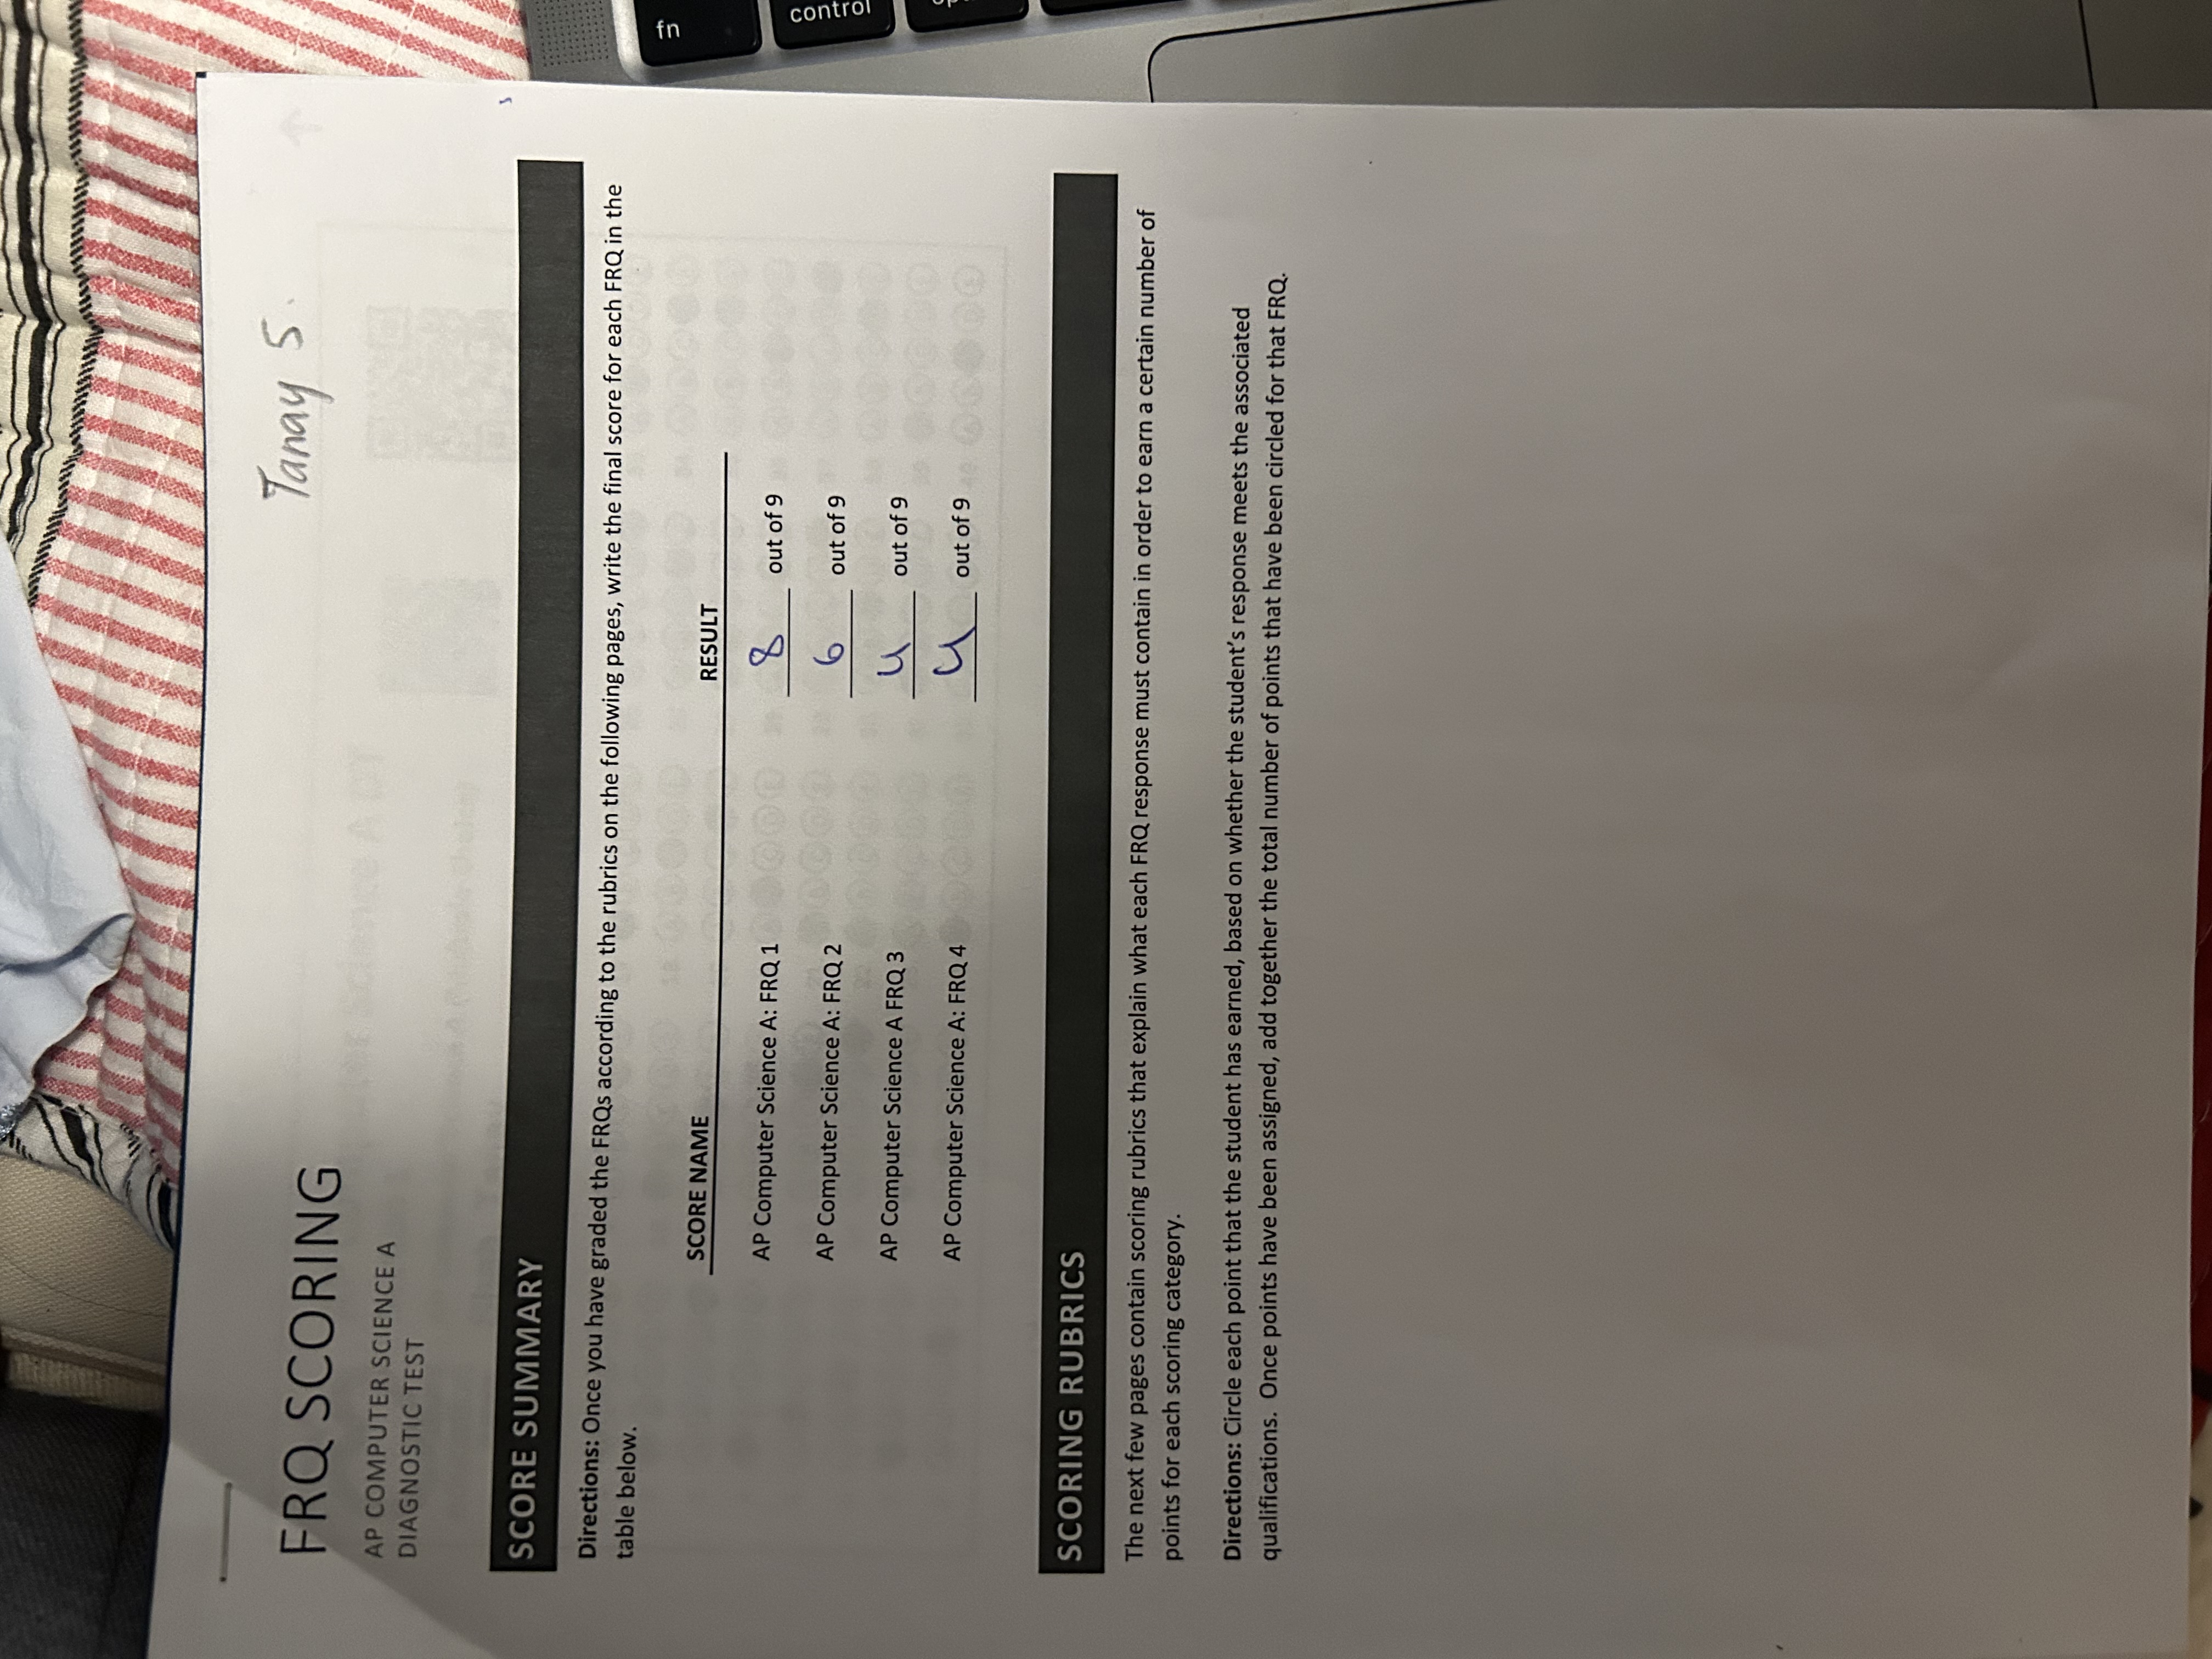 Tanay S.
FRQ SCORING
AP COMPUTER SCIENCE A
DIAGNOSTIC TEST
SCORE SUMMARY
Directions: Once you have graded the FRQs according to the rubrics on the following pages, write the final score for each FRQ in the
table below.
SCORE NAME RESULT
AP Computer Science A: FRQ 1 8 out of 9
AP Computer Science A: FRQ 2 6 out of 9
AP Computer Science A FRQ 3 4 out of 9
AP Computer Science A: FRQ 4 4 out of 9
SCORING RUBRICS
The next few pages contain scoring rubrics that explain what each FRQ response must contain in order to earn a certain number of
points for each scoring category.
Directions: Circle each point that the student has earned, based on whether the student's response meets the associated
qualifications. Once points have been assigned, add together the total number of points that have been circled for that FRQ.
fn
control